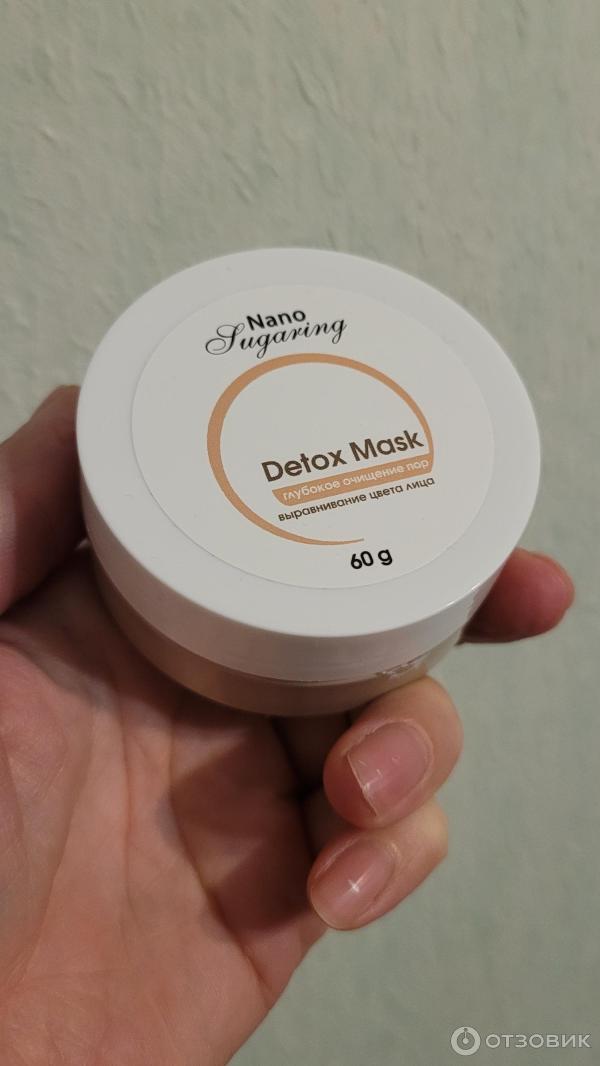 Nano
Sugaring
Detox Mask
глубокое очищение пор
выравнивание цвета лица
60 g
ОТЗОВИК